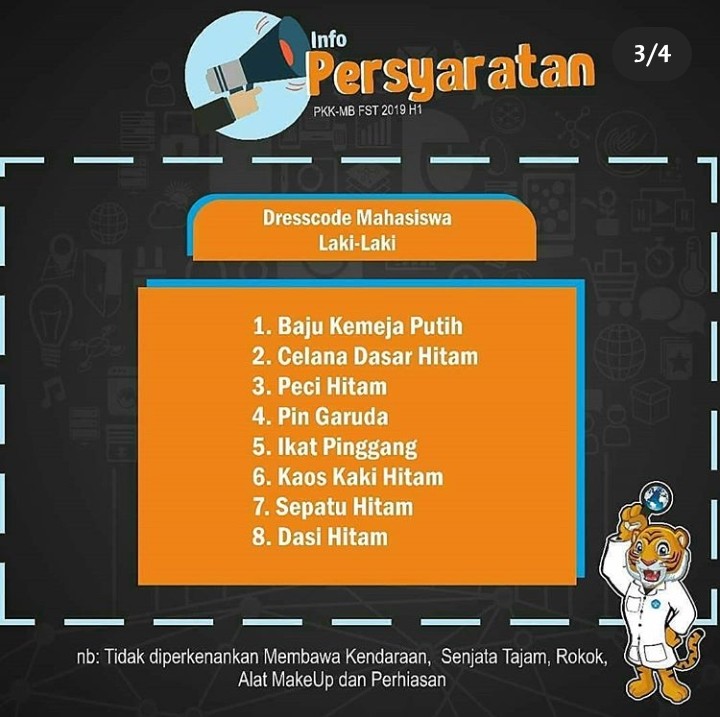 3/4
Info
Persyaratan
PKK-MB FST 2019 H1
Dresscode Mahasiswa
Laki-Laki
1. Baju Kemeja Putih
2. Celana Dasar Hitam
3. Peci Hitam
4. Pin Garuda
5. Ikat Pinggang
6. Kaos Kaki Hitam
7. Sepatu Hitam
8. Dasi Hitam
nb: Tidak diperkenankan Membawa Kendaraan, Senjata Tajam, Rokok,
Alat MakeUp dan Perhiasan